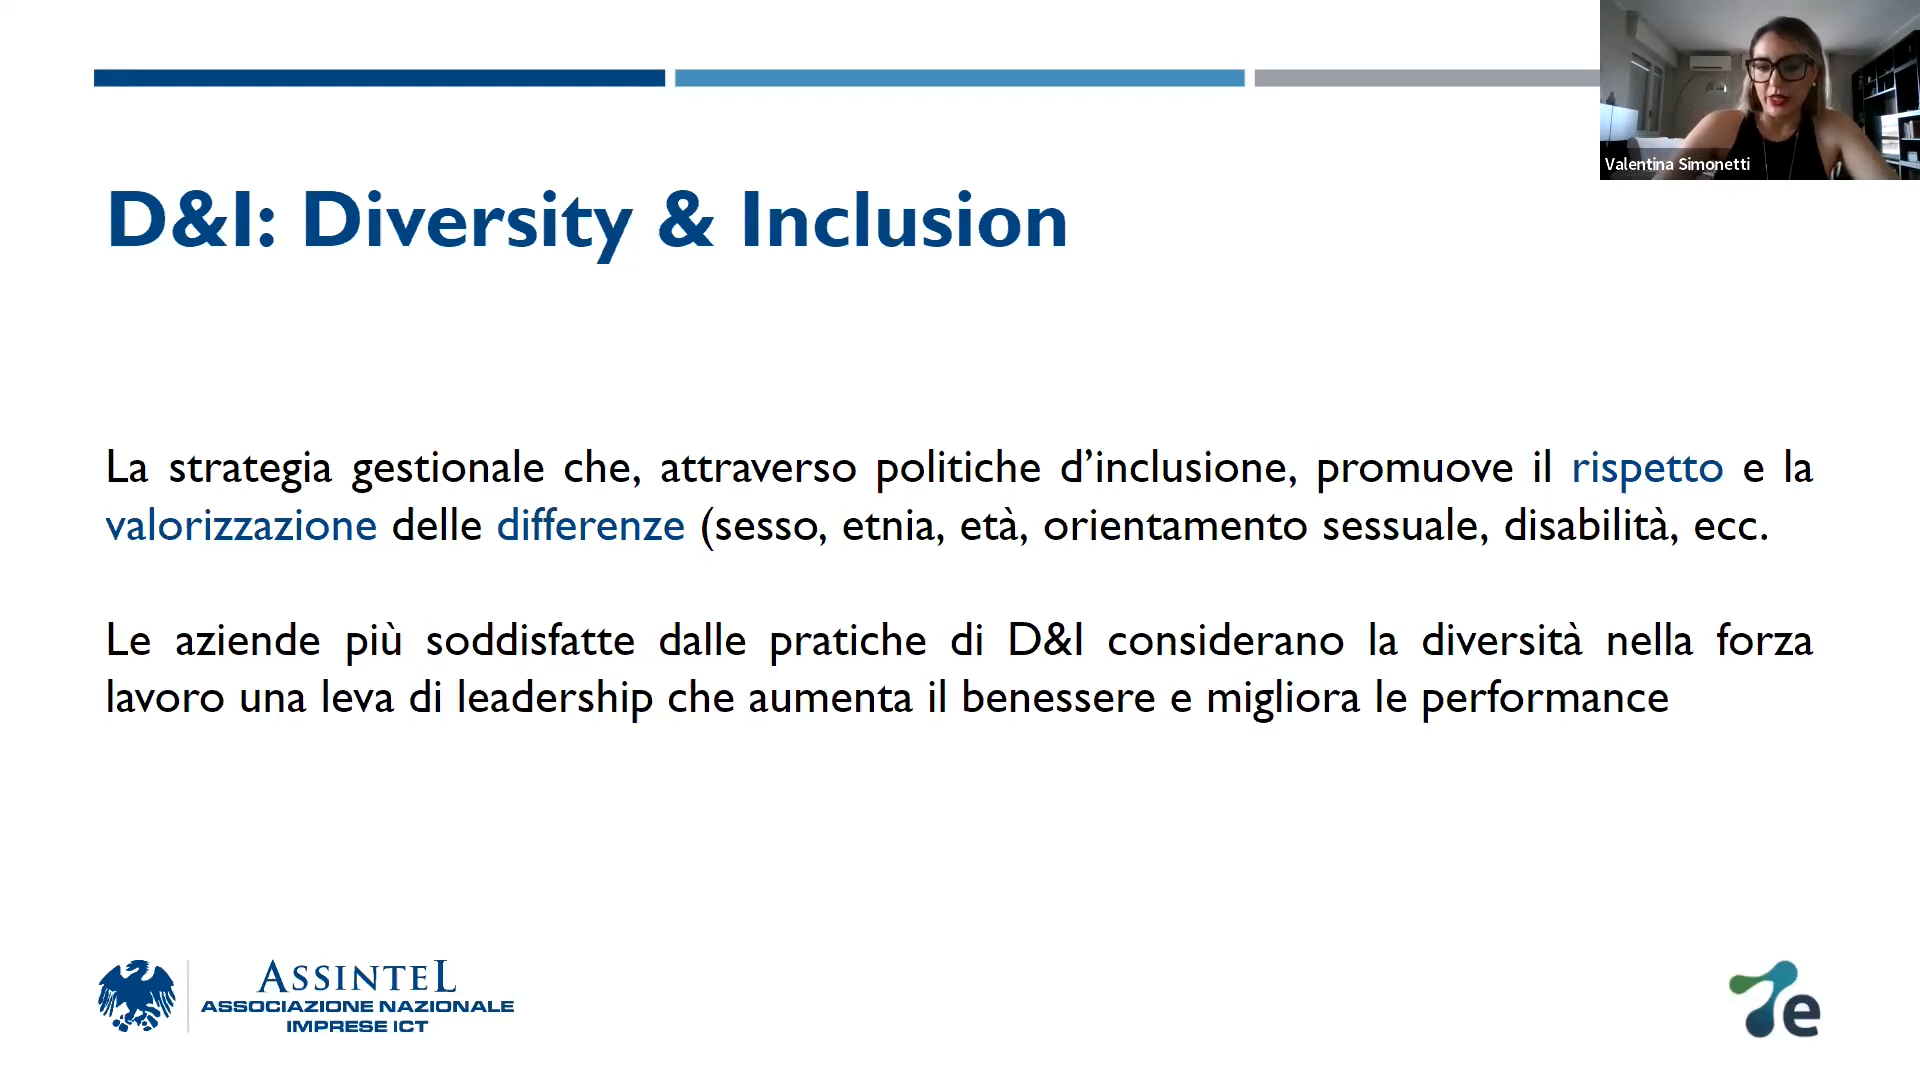 Valentina Simonetti
D&I: Diversity & Inclusion
La strategia gestionale che, attraverso politiche d’inclusione, promuove il rispetto e la
valorizzazione delle differenze (sesso, etnia, età, orientamento sessuale, disabilità, ecc.
Le aziende più soddisfatte dalle pratiche di D&I considerano la diversità nella forza
lavoro una leva di leadership che aumenta il benessere e migliora le performance
ASSINTEL
ASSOCIAZIONE NAZIONALE
IMPRESE ICT
e